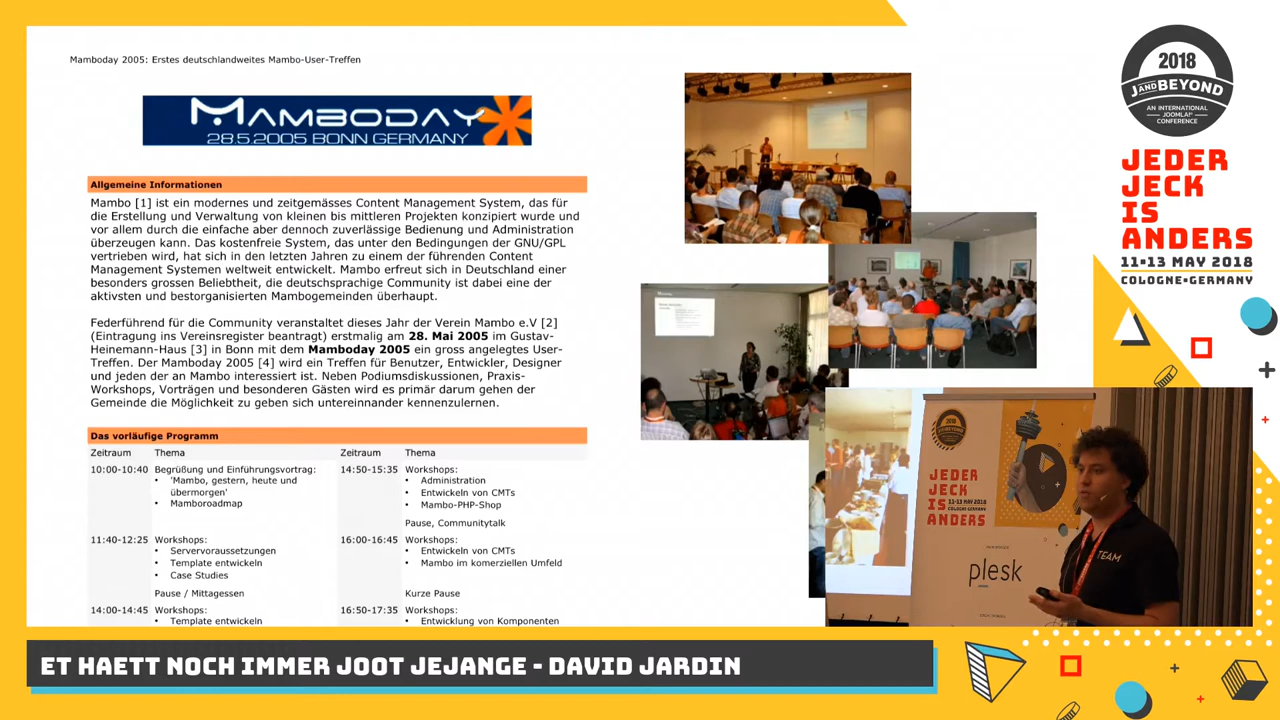 Mamboday 2005: Erstes deutschlandweites Mambo-User-Treffen
MAMBODAY
28.5.2005 BONN GERMANY
Allgemeine Informationen
Mambo [1] ist ein modernes und zeitgemässes Content Management System, das für
die Erstellung und Verwaltung von kleinen bis mittleren Projekten konzipiert wurde und
vor allem durch die einfache aber dennoch zuverlässige Bedienung und Administration
überzeugen kann. Das kostenfreie System, das unter den Bedingungen der GNU/GPL
vertrieben wird, hat sich in den letzten Jahren zu einem der führenden Content
Management Systemen weltweit entwickelt. Mambo erfreut sich in Deutschland einer
besonders grossen Beliebtheit, die deutschsprachige Community ist dabei eine der
aktivsten und bestorganisierten Mambogemeinden überhaupt.
Federführend für die Community veranstaltet dieses Jahr der Verein Mambo e.V [2]
(Eintragung ins Vereinsregister beantragt) erstmalig am 28. Mai 2005 im Gustav-
Heinemann-Haus [3] in Bonn mit dem Mamboday 2005 ein gross angelegtes User-
Treffen. Der Mamboday 2005 [4] wird ein Treffen für Benutzer, Entwickler, Designer
und jeden der an Mambo interessiert ist. Neben Podiumsdiskussionen, Praxis-
Workshops, Vorträgen und besonderen Gästen wird es primär darum gehen der
Gemeinde die Möglichkeit zu geben sich untereinander kennenzulernen.
Das vorläufige Programm
Zeitraum Thema
10:00-10:40 Begrüßung und Einführungsvortrag:
• 'Mambo, gestern, heute und
übermorgen'
• Mamboroadmap
11:40-12:25 Workshops:
• Servervoraussetzungen
• Template entwickeln
• Case Studies
Pause / Mittagessen
14:00-14:45 Workshops:
• Template entwickeln
Zeitraum Thema
14:50-15:35 Workshops:
• Administration
• Entwickeln von CMTs
• Mambo-PHP-Shop
Pause, Communitytalk
16:00-16:45 Workshops:
• Entwickeln von CMTs
• Mambo im komerziellen Umfeld
Kurze Pause
16:50-17:35 Workshops:
• Entwicklung von Komponenten
2018
J AND BEYOND
AN INTERNATIONAL
JOOMLA!
CONFERENCE
JEDER
JECK
IS
ANDERS
11-13 MAY 2018
COLOGNE•GERMANY
2018
J AND BEYOND
JEDER
JECK
IS 11-13 MAY 2018
COLOGNE•GERMANY
ANDERS
plesk
TEAM
ET HAETT NOCH IMMER JOOT JEJANGE - DAVID JARDIN